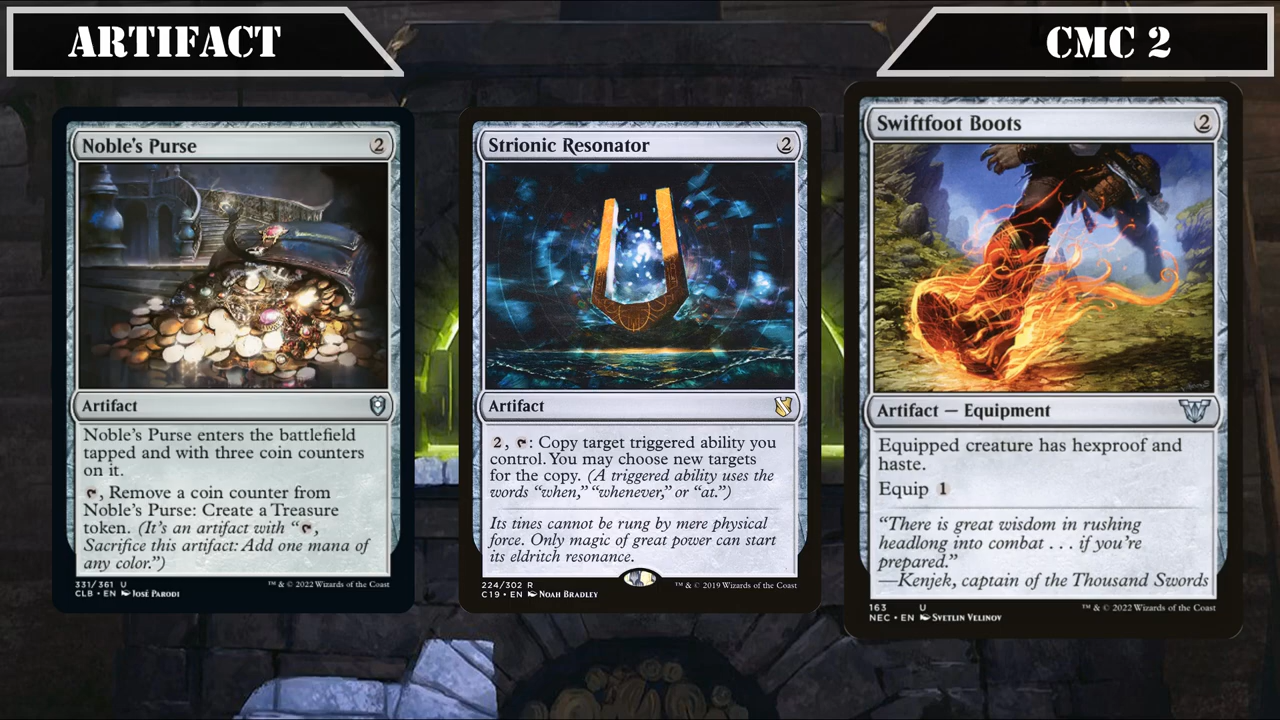 ARTIFACT
CMC 2
Noble's Purse 2
Artifact
Noble's Purse enters the battlefield
tapped and with three coin counters
on it.
, Remove a coin counter from
Noble's Purse: Create a Treasure
token. (It's an artifact with “ ,
Sacrifice this artifact: Add one mana of
any color.”)
331/361 U
CLB • EN José Parodi
™ & © 2022 Wizards of the Coast
Strionic Resonator 2
Artifact
2, : Copy target triggered ability you
control. You may choose new targets
for the copy. (A triggered ability uses the
words “when,” “whenever,” or “at.”)
Its tines cannot be rung by mere physical
force. Only magic of great power can start
its eldritch resonance.
224/302 R
C19 • EN Noah Bradley
™ & © 2019 Wizards of the Coast
Swiftfoot Boots 2
Artifact — Equipment
Equipped creature has hexproof and
haste.
Equip 1
“There is great wisdom in rushing
headlong into combat . . . if you're
prepared.”
—Kenjek, captain of the Thousand Swords
163 U
NEC • EN Svetlin Velinov
™ & © 2022 Wizards of the Coast